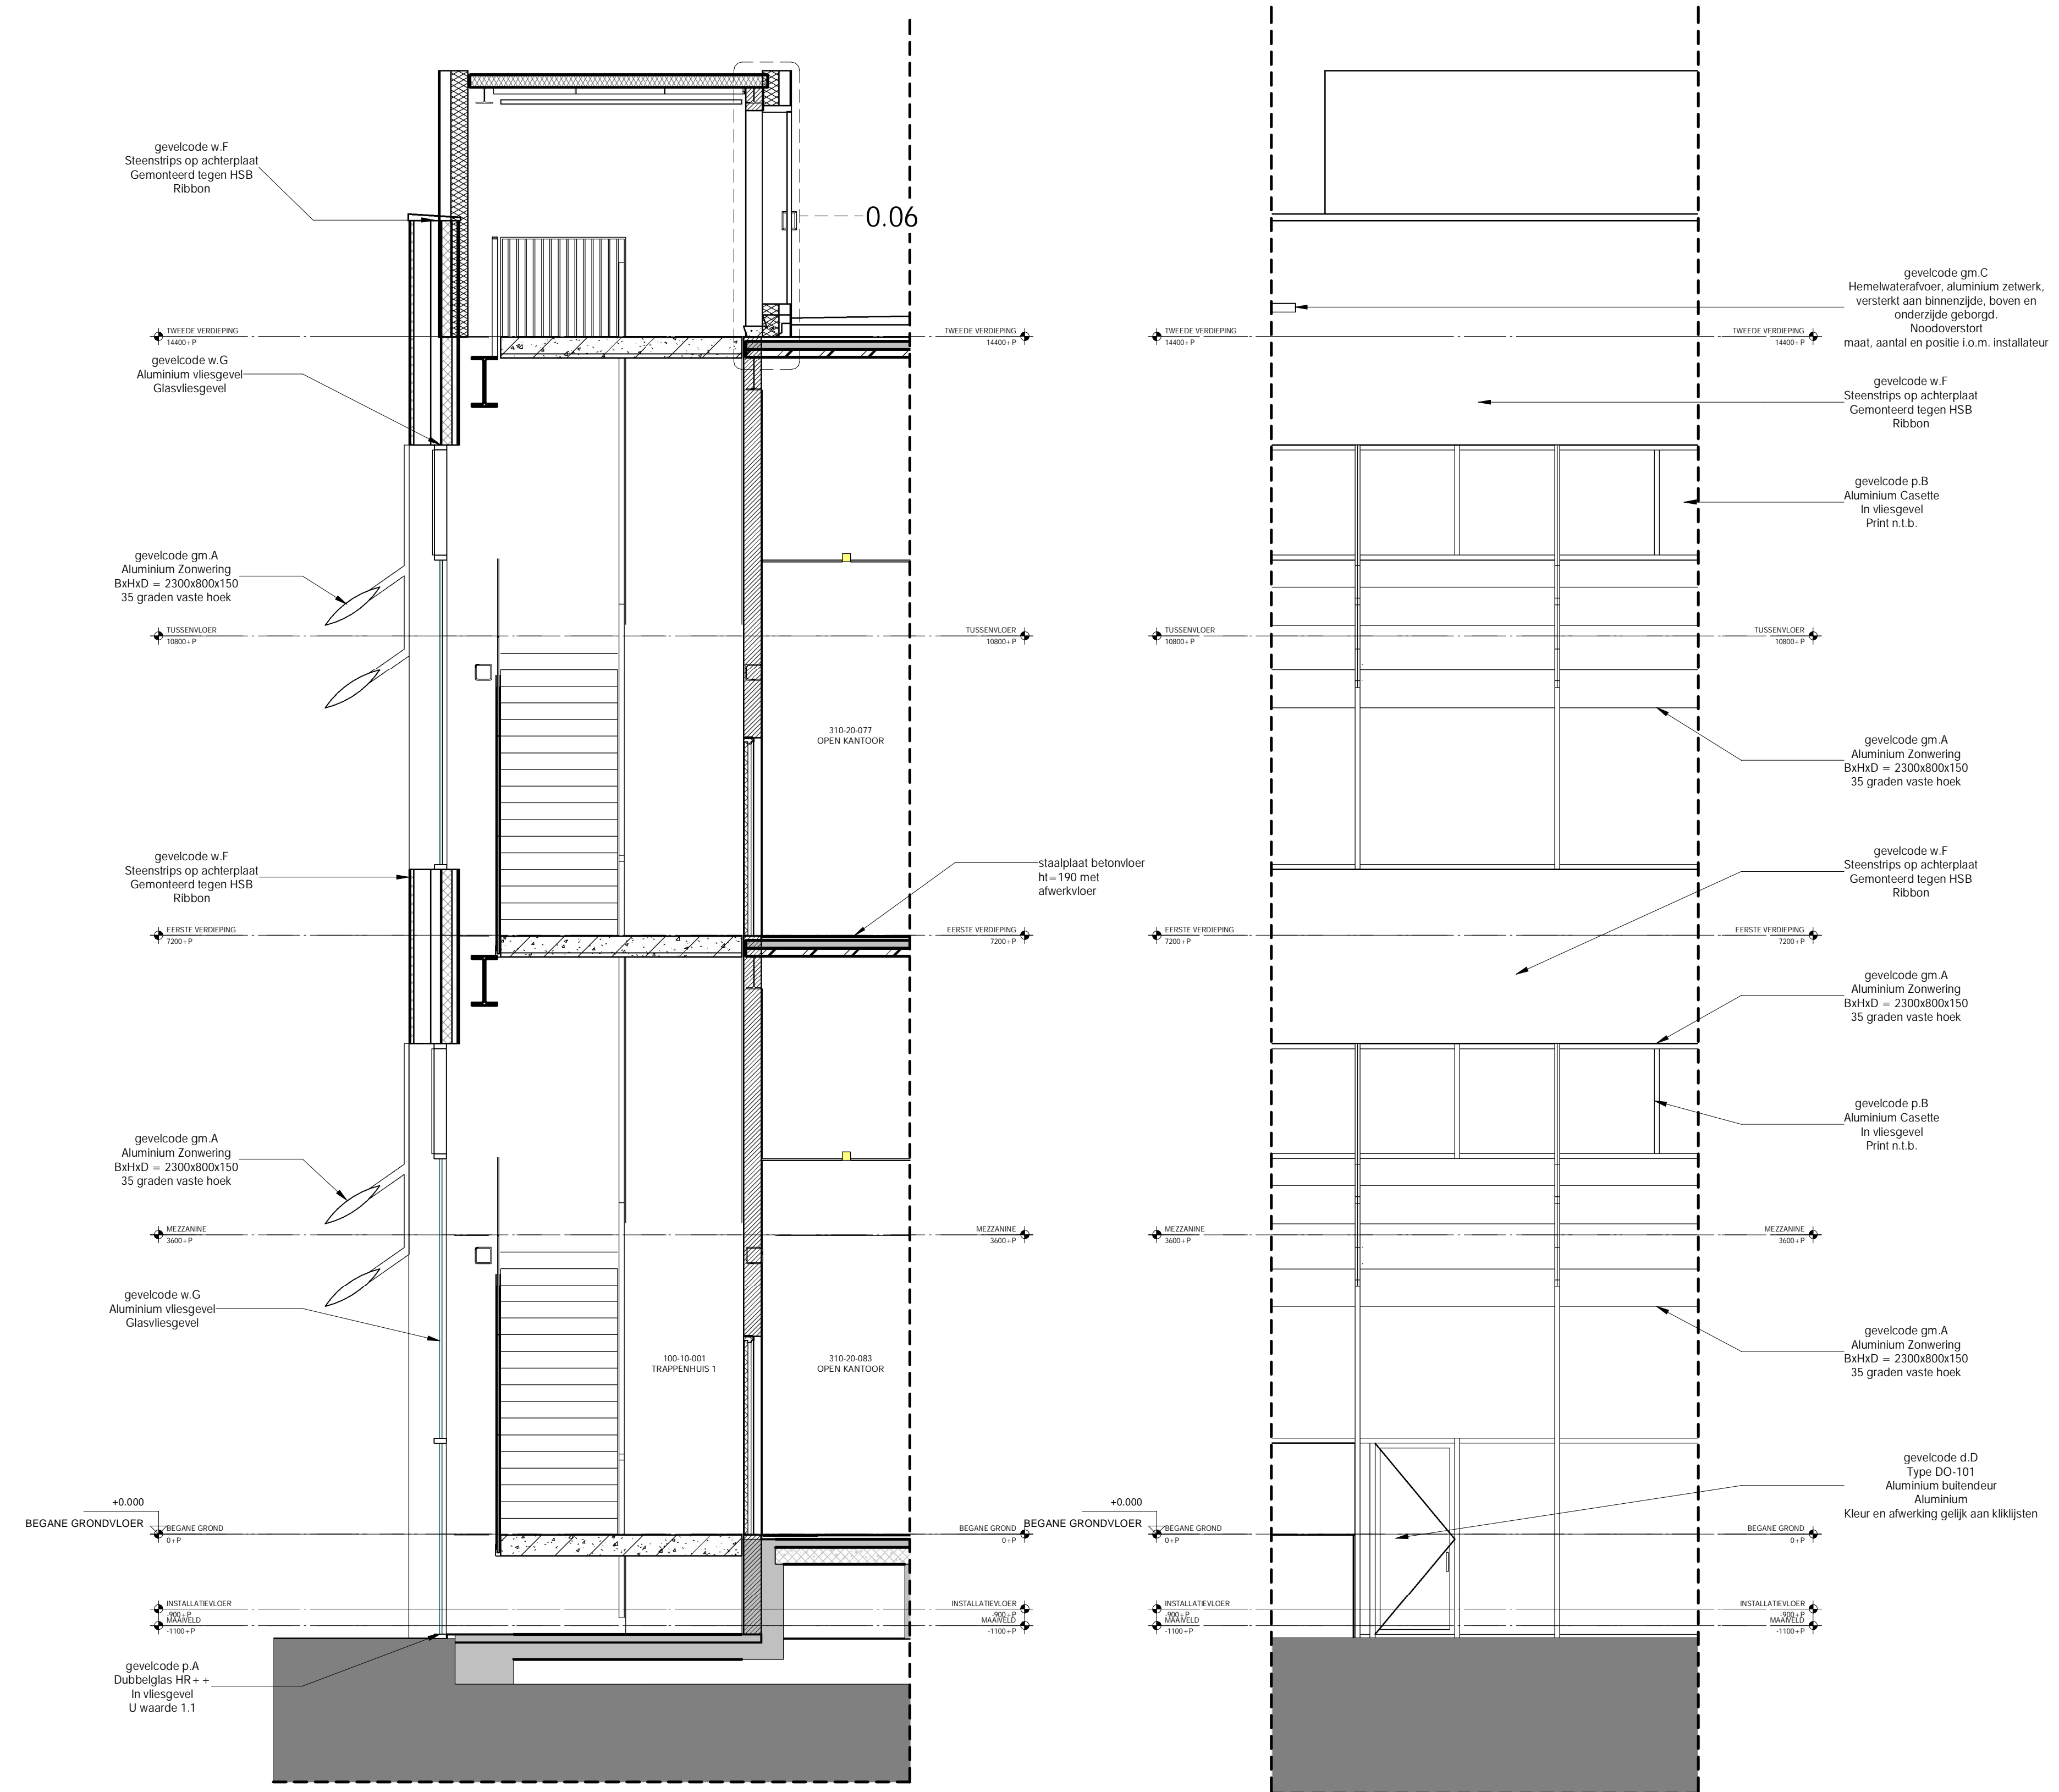 gevelcode w.F
Steenstrips op achterplaat
Gemonteerd tegen HSB
Ribbon
0.06
TWEEDE VERDIEPING
14400+P
TWEEDE VERDIEPING
14400+P
gevelcode w.G
Aluminium vliesgevel
Glasvliesgevel
gevelcode gm.A
Aluminium Zonwering
BxHxD = 2300x800x150
35 graden vaste hoek
TUSSENVLOER
10800+P
TUSSENVLOER
10800+P
310-20-077
OPEN KANTOOR
gevelcode w.F
Steenstrips op achterplaat
Gemonteerd tegen HSB
Ribbon
staalplaat betonvloer
ht=190 met
afwerkvloer
EERSTE VERDIEPING
7200+P
EERSTE VERDIEPING
7200+P
gevelcode gm.A
Aluminium Zonwering
BxHxD = 2300x800x150
35 graden vaste hoek
MEZZANINE
3600+P
MEZZANINE
3600+P
gevelcode w.G
Aluminium vliesgevel
Glasvliesgevel
100-10-001
TRAPPENHUIS 1
310-20-083
OPEN KANTOOR
+0.000
BEGANE GRONDVLOER
BEGANE GROND
0+P
BEGANE GROND
0+P
INSTALLATIEVLOER
-900+P
MAAIVELD
-1100+P
INSTALLATIEVLOER
-900+P
MAAIVELD
-1100+P
gevelcode p.A
Dubbelglas HR++
In vliesgevel
U waarde 1.1
gevelcode gm.C
Hemelwaterafvoer, aluminium zetwerk,
versterkt aan binnenzijde, boven en
onderzijde geborgd.
Noodoverstort
maat, aantal en positie i.o.m. installateur
TWEEDE VERDIEPING
14400+P
TWEEDE VERDIEPING
14400+P
gevelcode w.F
Steenstrips op achterplaat
Gemonteerd tegen HSB
Ribbon
gevelcode p.B
Aluminium Casette
In vliesgevel
Print n.t.b.
TUSSENVLOER
10800+P
TUSSENVLOER
10800+P
gevelcode gm.A
Aluminium Zonwering
BxHxD = 2300x800x150
35 graden vaste hoek
gevelcode w.F
Steenstrips op achterplaat
Gemonteerd tegen HSB
Ribbon
EERSTE VERDIEPING
7200+P
EERSTE VERDIEPING
7200+P
gevelcode gm.A
Aluminium Zonwering
BxHxD = 2300x800x150
35 graden vaste hoek
gevelcode p.B
Aluminium Casette
In vliesgevel
Print n.t.b.
MEZZANINE
3600+P
MEZZANINE
3600+P
gevelcode gm.A
Aluminium Zonwering
BxHxD = 2300x800x150
35 graden vaste hoek
gevelcode d.D
Type DO-101
Aluminium buitendeur
Aluminium
Kleur en afwerking gelijk aan kliklijsten
+0.000
BEGANE GRONDVLOER
BEGANE GROND
0+P
BEGANE GROND
0+P
INSTALLATIEVLOER
-900+P
MAAIVELD
-1100+P
INSTALLATIEVLOER
-900+P
MAAIVELD
-1100+P